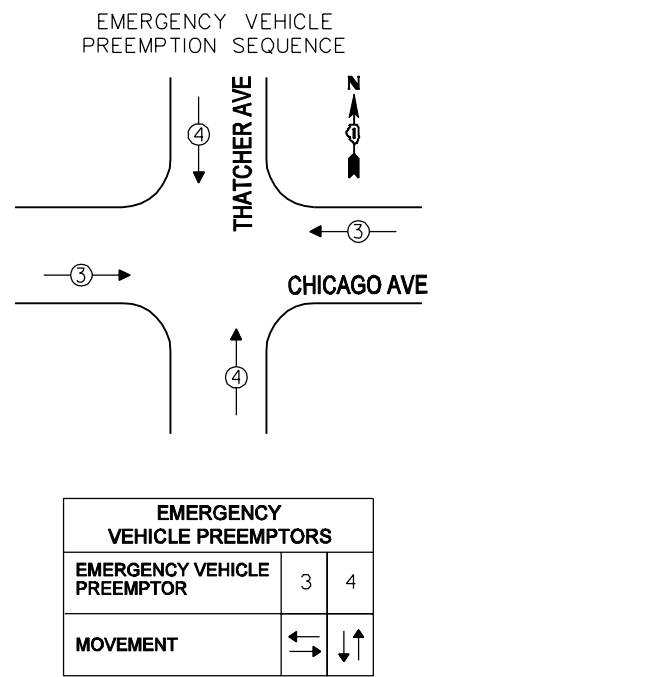 EMERGENCY VEHICLE
PREEMPTION SEQUENCE
THATCHER AVE
N
4
3
3
CHICAGO AVE
4
EMERGENCY
VEHICLE PREEMPTORS
EMERGENCY VEHICLE
PREEMPTOR
3 4
MOVEMENT